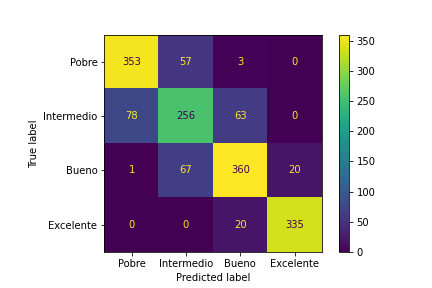 Pobre 353 57 3 0
Intermedio 78 256 63 0
Bueno 1 67 360 20
Excelente 0 0 20 335
Pobre Intermedio Bueno Excelente
Predicted label
True label
350
300
250
200
150
100
50
0